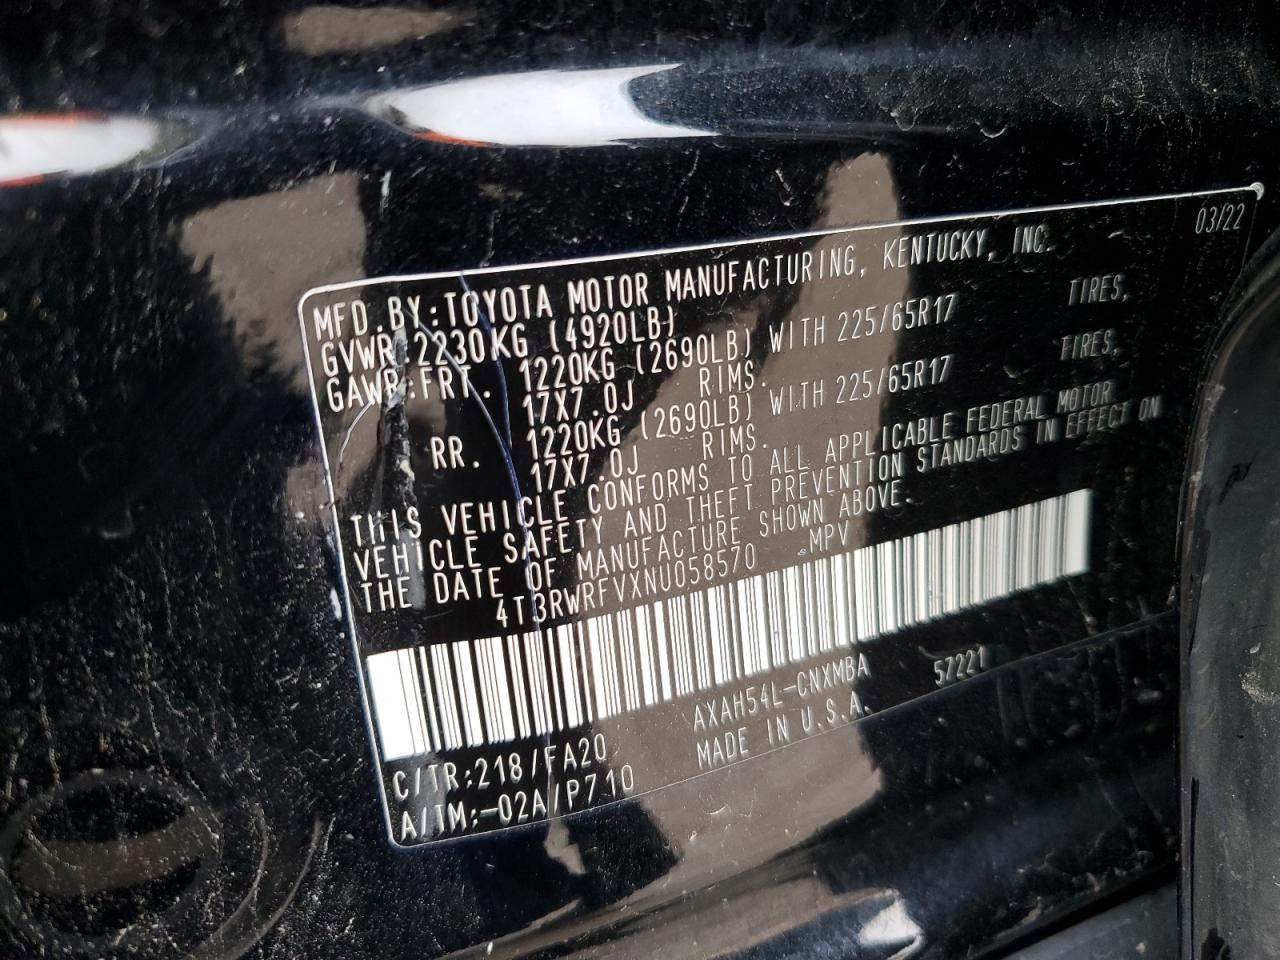 03/22
MFD.BY:TOYOTA MOTOR MANUFACTURING, KENTUCKY, INC.
GVWR:2230KG (4920LB)
GAWR:FRT. 1220KG (2690LB) WITH 225/65R17 TIRES,
17X7.0J RIMS.
RR. 1220KG (2690LB) WITH 225/65R17 TIRES,
17X7.0J RIMS.
THIS VEHICLE CONFORMS TO ALL APPLICABLE FEDERAL MOTOR
VEHICLE SAFETY AND THEFT PREVENTION STANDARDS IN EFFECT ON
THE DATE OF MANUFACTURE SHOWN ABOVE.
4T3RWRFVXNU058570 MPV
C/TR:218/FA20 AXAH54L-CNXMBA 57221
A/TM:-02A/P710 MADE IN U.S.A.